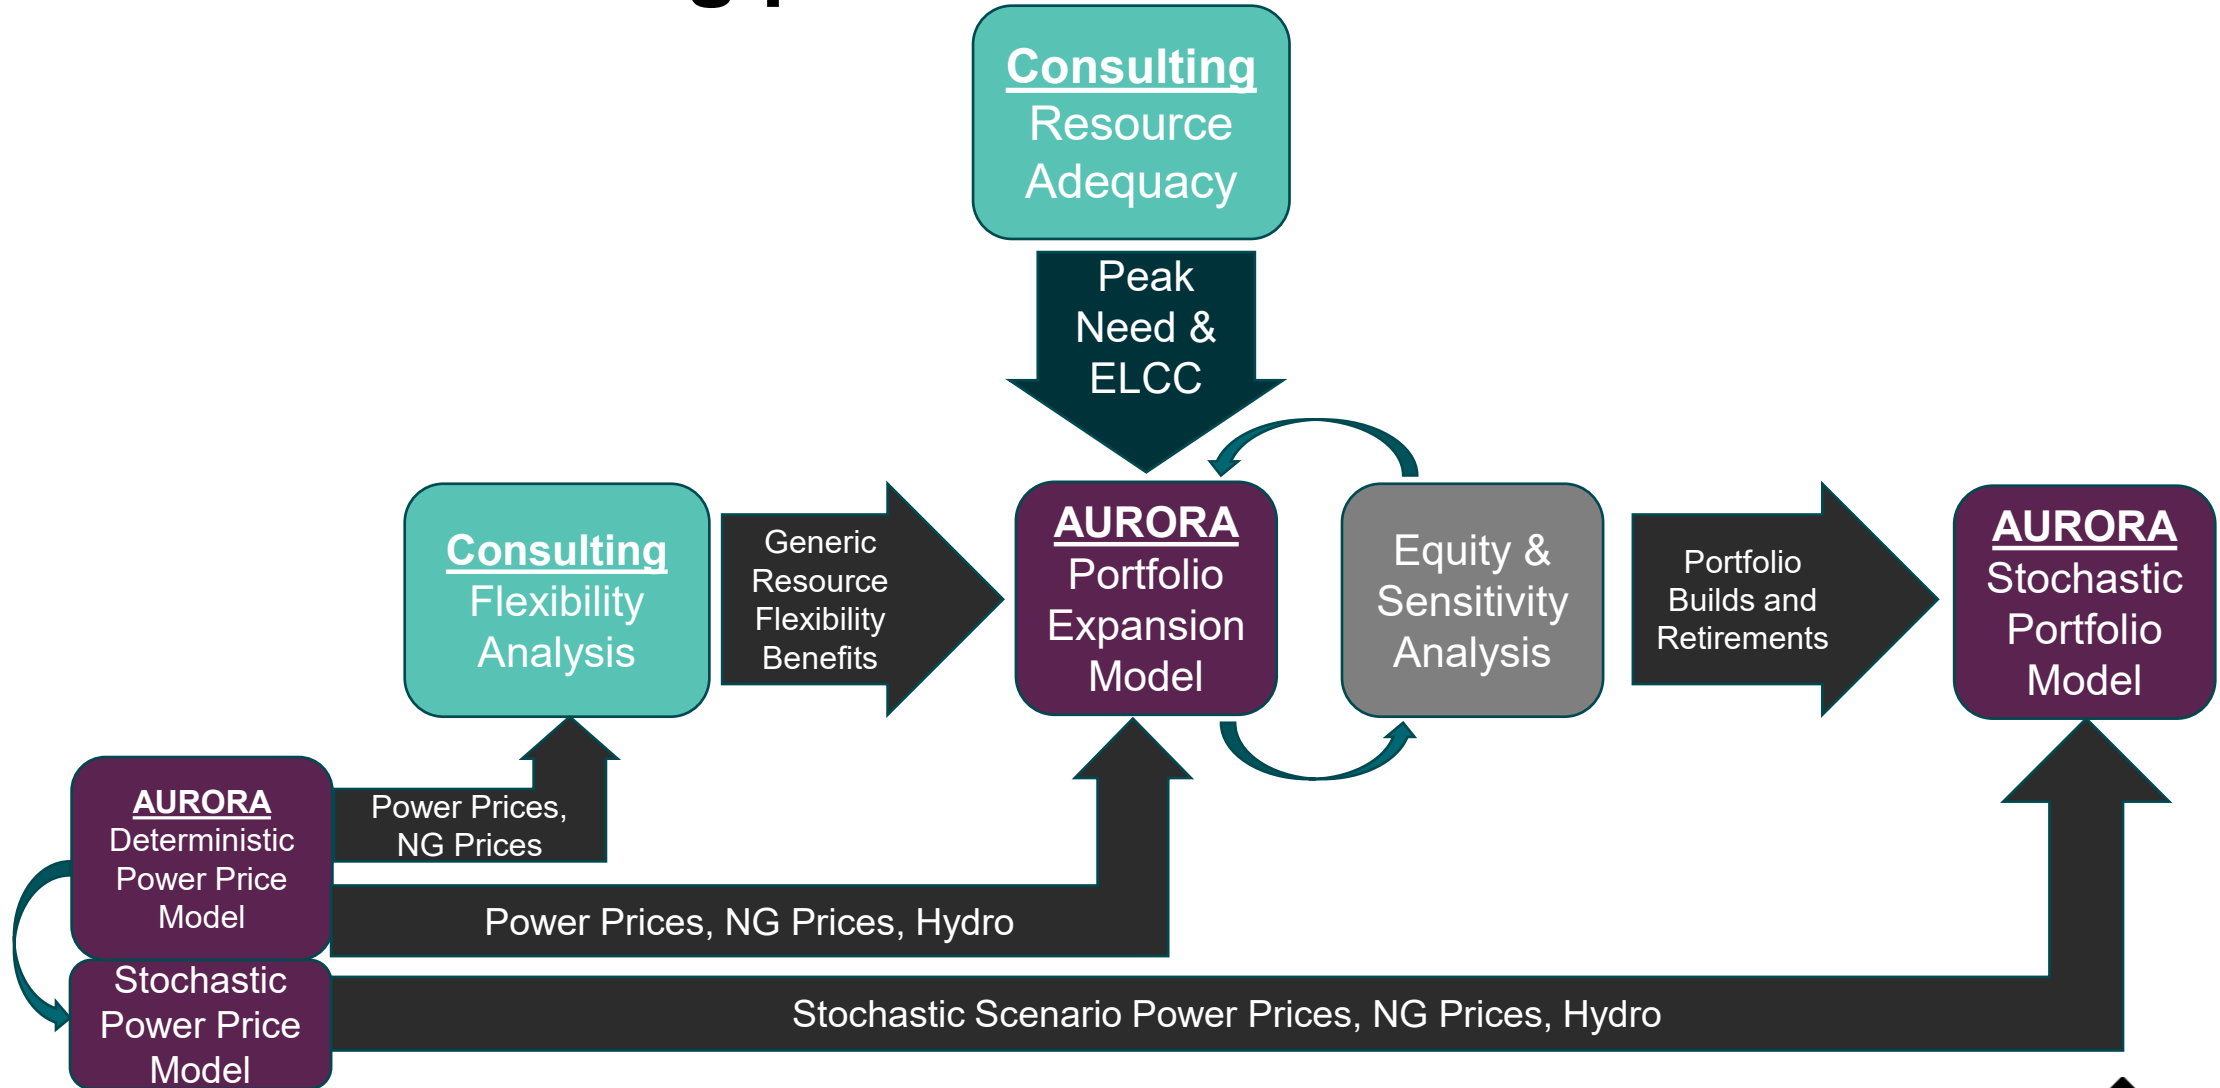 Consulting
Resource
Adequacy
Peak
Need &
ELCC
Consulting
Flexibility
Analysis
Generic
Resource
Flexibility
Benefits
AURORA
Portfolio
Expansion
Model
Equity &
Sensitivity
Analysis
Portfolio
Builds and
Retirements
AURORA
Stochastic
Portfolio
Model
AURORA
Deterministic
Power Price
Model
Power Prices,
NG Prices
Power Prices, NG Prices, Hydro
Stochastic
Power Price
Model
Stochastic Scenario Power Prices, NG Prices, Hydro